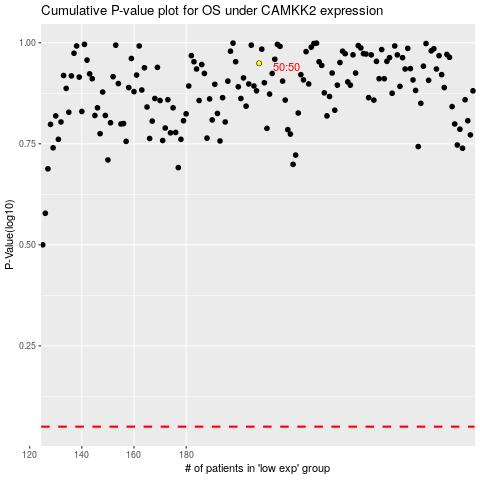 Cumulative P-value plot for OS under CAMKK2 expression
1.00
50:50
0.75
P-Value(log10)
0.50
0.25
120 140 160 180
# of patients in 'low exp' group